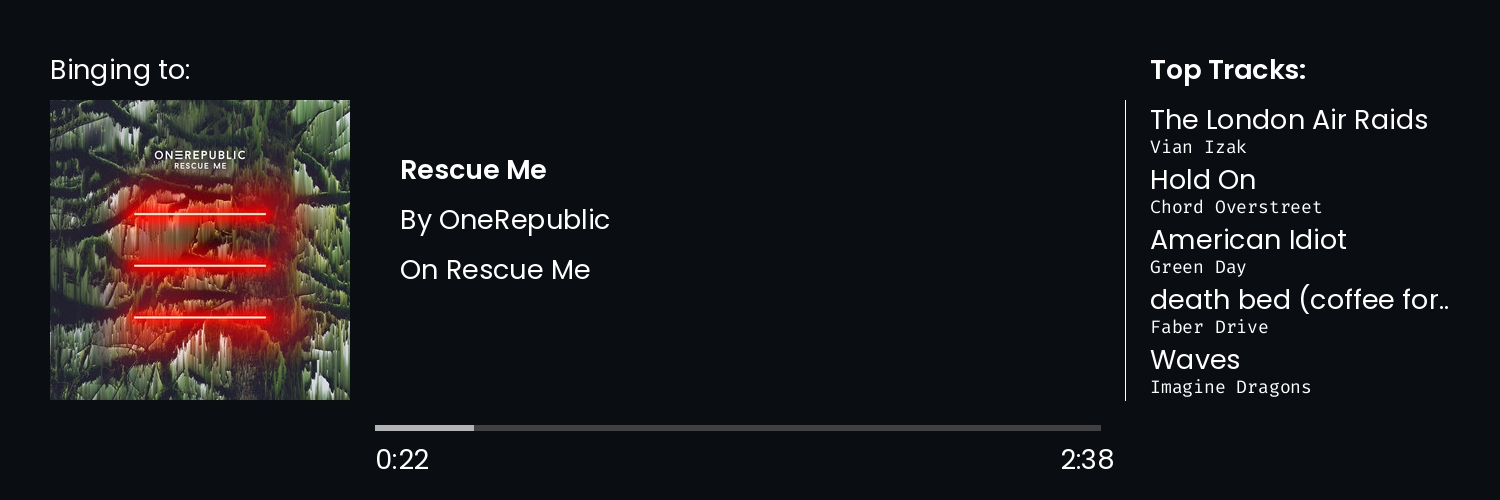 Binging to:
ONEREPUBLIC
RESCUE ME
Rescue Me
By OneRepublic
On Rescue Me
0:22
2:38
Top Tracks:
The London Air Raids
Vian Izak
Hold On
Chord Overstreet
American Idiot
Green Day
death bed (coffee for..
Faber Drive
Waves
Imagine Dragons